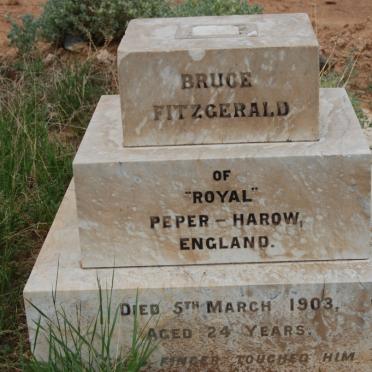 BRUCE
FITZGERALD
OF
"ROYAL"
PEPER-HAROW,
ENGLAND.
DIED 5TH MARCH 1903,
AGED 24 YEARS.
FINGER TOUCHED HIM